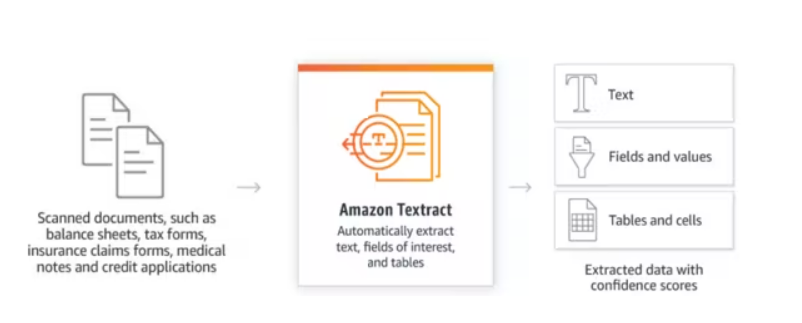 Scanned documents, such as
balance sheets, tax forms,
insurance claims forms, medical
notes and credit applications
T
Amazon Textract
Automatically extract
text, fields of interest,
and tables
T
Text
Fields and values
Tables and cells
Extracted data with
confidence scores